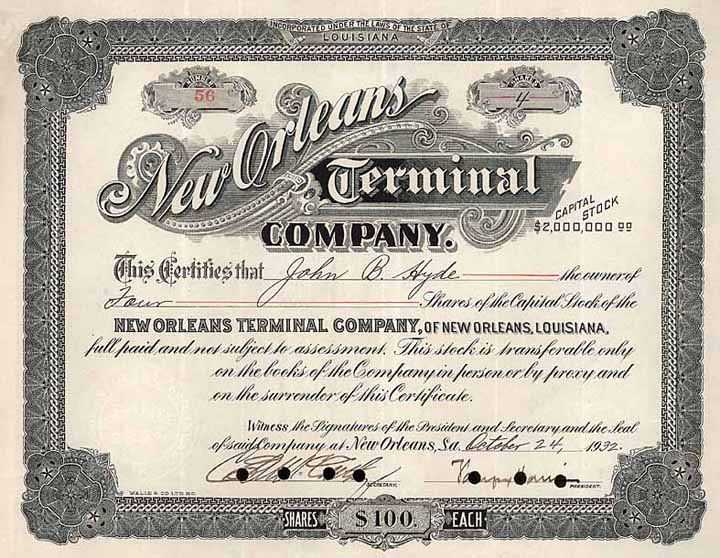 INCORPORATED UNDER THE LAWS OF THE STATE OF
LOUISIANA
NUMBER
56
SHARES
4
New Orleans
Terminal
COMPANY.
CAPITAL STOCK
$2,000,000 00
This Certifies that John B. Hyde the owner of
Four Shares of the Capital Stock of the
NEW ORLEANS TERMINAL COMPANY, OF NEW ORLEANS, LOUISIANA,
full paid and not subject to assessment. This stock is transferable only
on the books of the Company in person or by proxy and
on the surrender of this Certificate.
Witness the Signatures of the President and Secretary and the Seal
of said Company at New Orleans, La. October 24, 1932.
SECRETARY.
PRESIDENT.
WALLE & CO LTD N.O.
SHARES $100. EACH